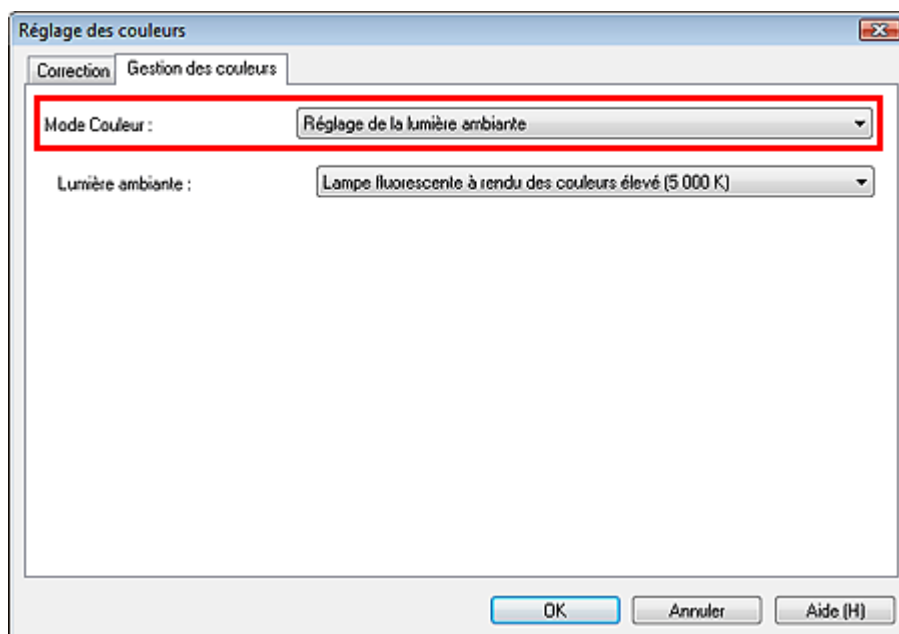 Réglage des couleurs
Correction
Gestion des couleurs
Mode Couleur :
Réglage de la lumière ambiante
Lumière ambiante :
Lampe fluorescente à rendu des couleurs élevé (5 000 K)
OK
Annuler
Aide (H)